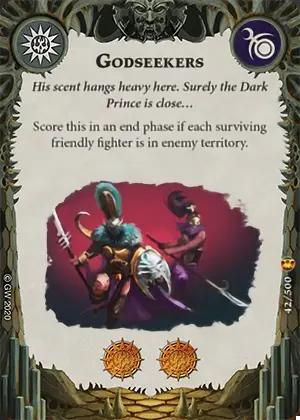 GODSEEKERS
His scent hangs heavy here. Surely the Dark
Prince is close…
Score this in an end phase if each surviving
friendly fighter is in enemy territory.
© GW 2020
42/500